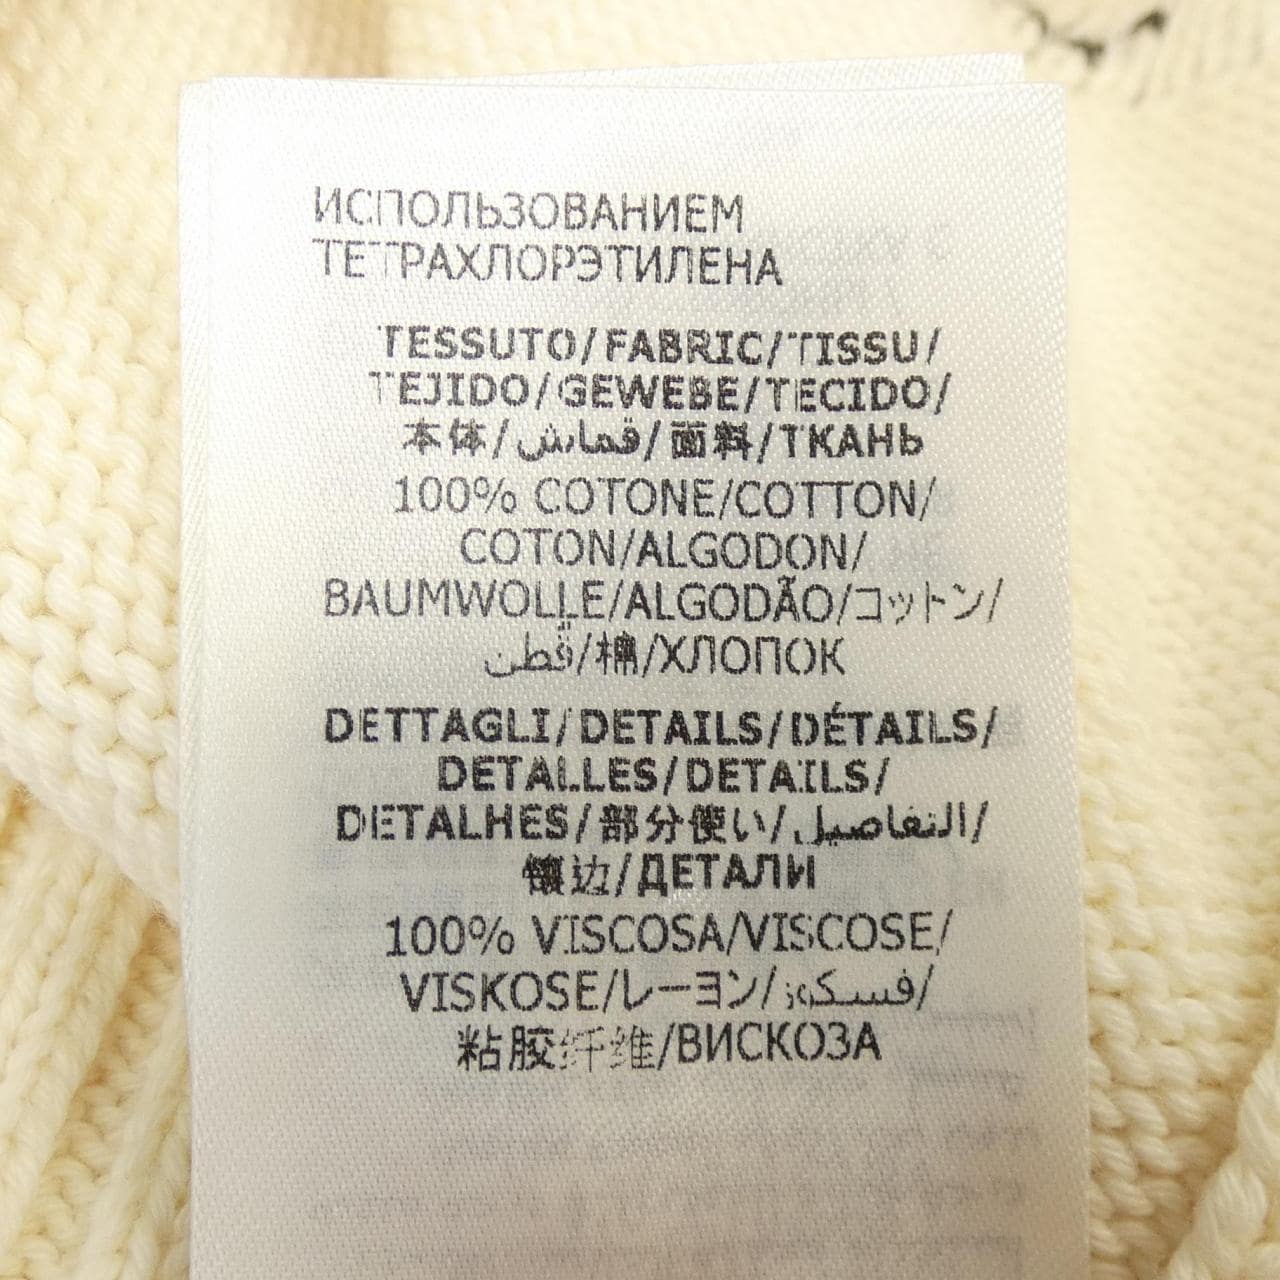 ИСПОЛЬЗОВАНИЕМ
ТЕТРАХЛОРЭТИЛЕНА
TESSUTO/FABRIC/TISSU/
TEJIDO/GEWEBE/TECIDO/
本体/قماش/面料/ТКАНЬ
100% COTONE/COTTON/
COTON/ALGODON/
BAUMWOLLE/ALGODÃO/コットン/
قطن/棉/ХЛОПОК
DETTAGLI/DETAILS/DÉTAILS/
DETALLES/DETAILS/
DETALHES/部分使い/التفاصيل/
镶边/ДЕТАЛИ
100% VISCOSA/VISCOSE/
VISKOSE/レーヨン/فسكوز/
粘胶纤维/ВИСКОЗА